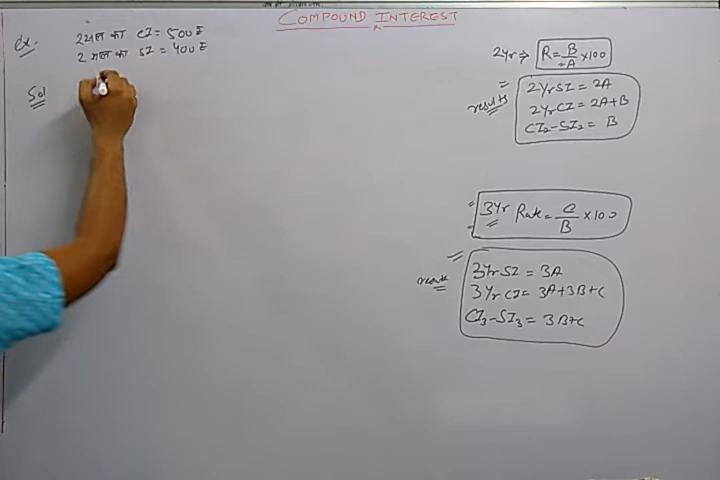 COMPOUND INTEREST
Ex. 2 साल का CI = 500 ₹
2 साल का SI = 400 ₹
Sol
2yr ⇒ R = B/A × 100
results 2Yr SI = 2A
2Yr CI = 2A + B
CI₂ - SI₂ = B
3Yr Rate = C/B × 100
3Yr SI = 3A
3Yr CI = 3A + 3B + C
CI₃ - SI₃ = 3B + C